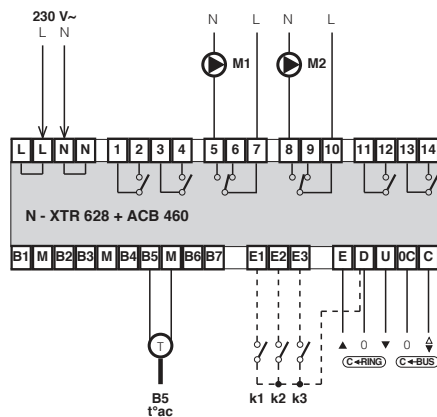 230 V~
L N
N L N L
M1 M2
L L N N 1 2 3 4 5 6 7 8 9 10 11 12 13 14
N - XTR 628 + ACB 460
B1 M B2 B3 M B4 B5 M B6 B7 E1 E2 E3 E D U 0C C
T
▲ 0 ▼ 0
C◄RING C◄BUS
B5
t°ac
k1 k2 k3